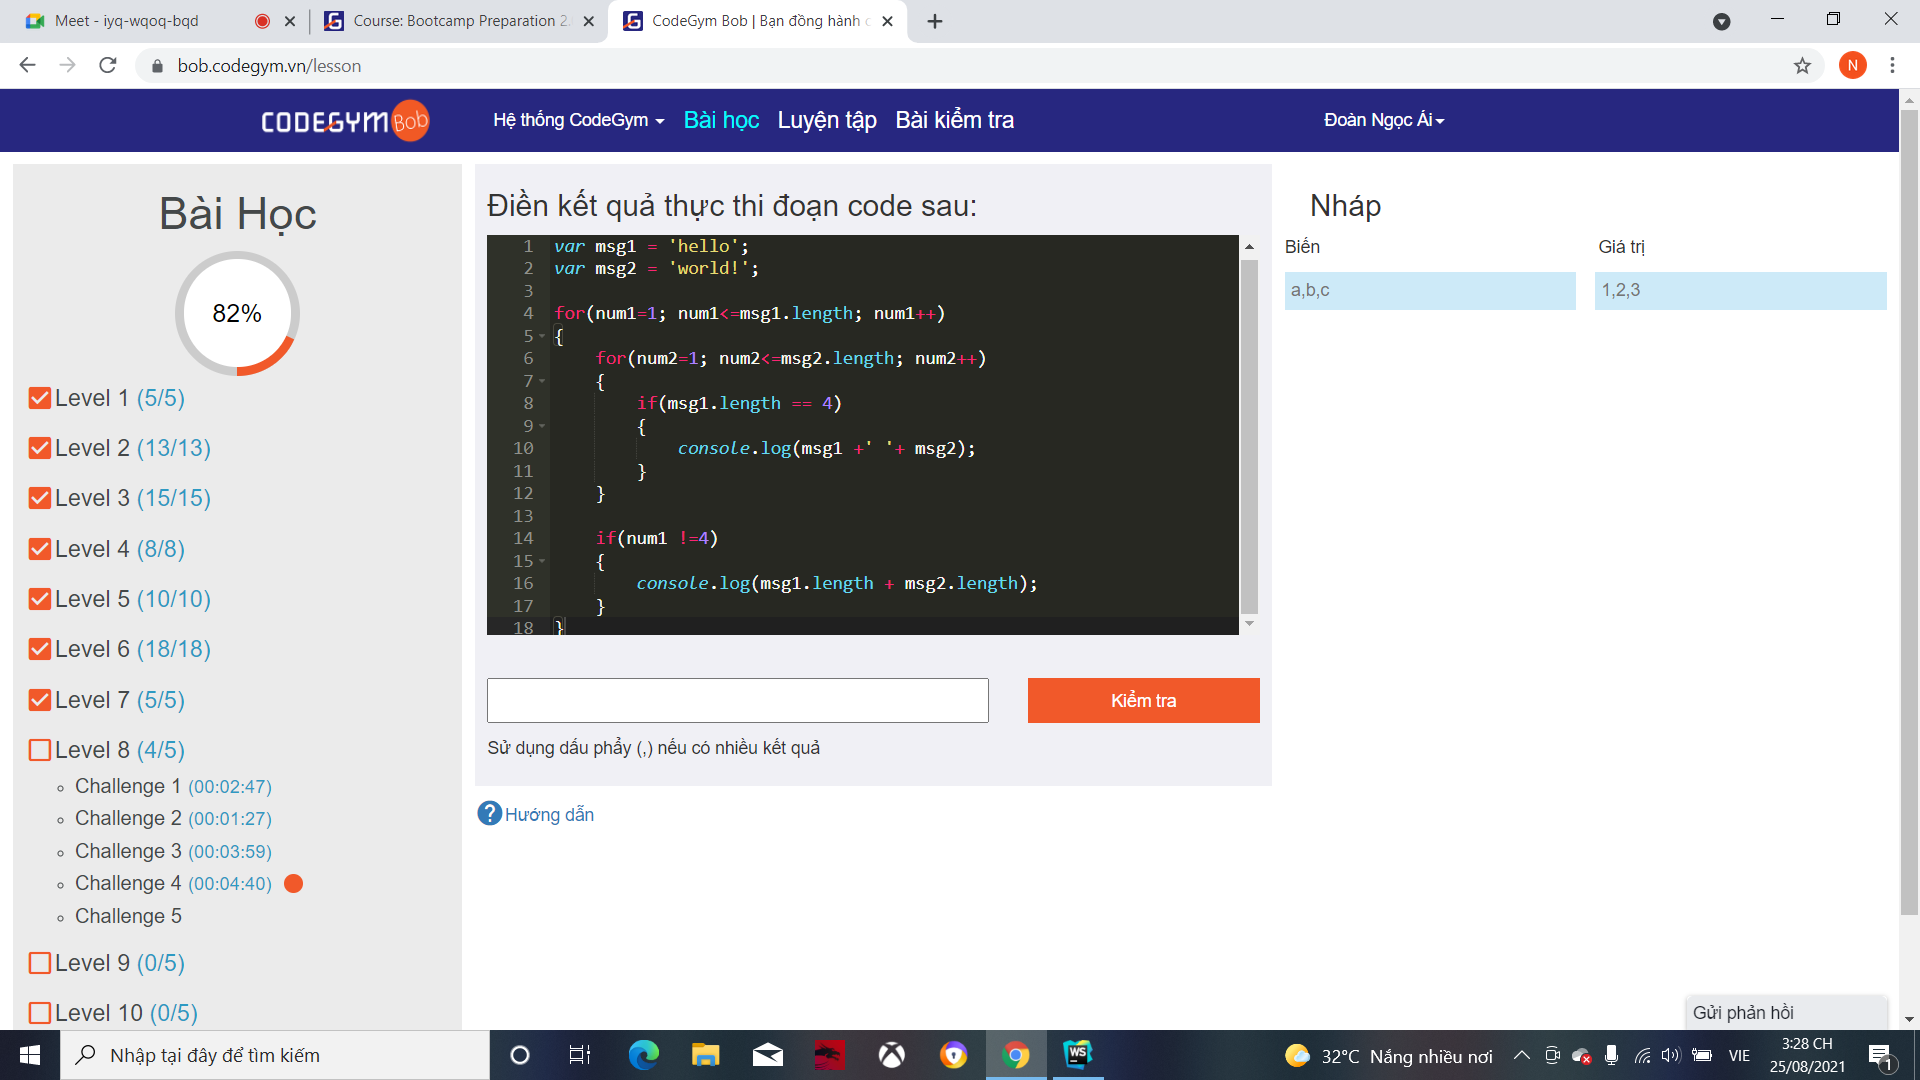 Meet - iyq-wqoq-bqd
Course: Bootcamp Preparation 2.
CodeGym Bob | Bạn đồng hành c
bob.codegym.vn/lesson
N
CODEGYM Bob
Hệ thống CodeGym
Bài học
Luyện tập
Bài kiểm tra
Đoàn Ngọc Ái
Bài Học
82%
Level 1 (5/5)
Level 2 (13/13)
Level 3 (15/15)
Level 4 (8/8)
Level 5 (10/10)
Level 6 (18/18)
Level 7 (5/5)
Level 8 (4/5)
Challenge 1 (00:02:47)
Challenge 2 (00:01:27)
Challenge 3 (00:03:59)
Challenge 4 (00:04:40)
Challenge 5
Level 9 (0/5)
Level 10 (0/5)
Điền kết quả thực thi đoạn code sau:
1 var msg1 = 'hello';
2 var msg2 = 'world!';
3
4 for(num1=1; num1<=msg1.length; num1++)
5 {
6 for(num2=1; num2<=msg2.length; num2++)
7 {
8 if(msg1.length == 4)
9 {
10 console.log(msg1 +' '+ msg2);
11 }
12 }
13
14 if(num1 !=4)
15 {
16 console.log(msg1.length + msg2.length);
17 }
18 }
Kiểm tra
Sử dụng dấu phẩy (,) nếu có nhiều kết quả
? Hướng dẫn
Nháp
Biến
Giá trị
a,b,c
1,2,3
Gửi phản hồi
Nhập tại đây để tìm kiếm
WS
32°C Nắng nhiều nơi
VIE
3:28 CH
25/08/2021
1